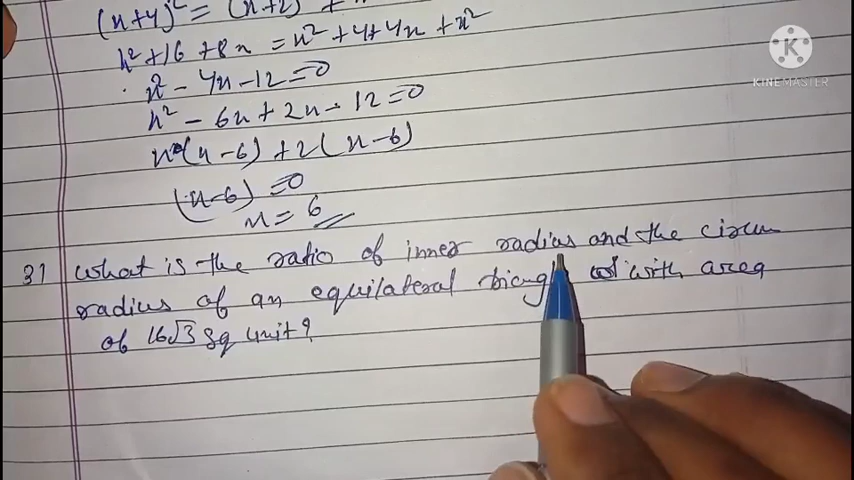 (x+4)² = (x+2)² +
x² + 16 + 8x = x² + 4 + 4x + x²
x² - 4x - 12 = 0
x² - 6x + 2x - 12 = 0
x(x-6) + 2(x-6)
(x-6) = 0
x = 6
31 what is the ratio of inner radius and the circum
radius of an equilateral triangle with area
of 16√3 sq unit?
K
KINEMASTER